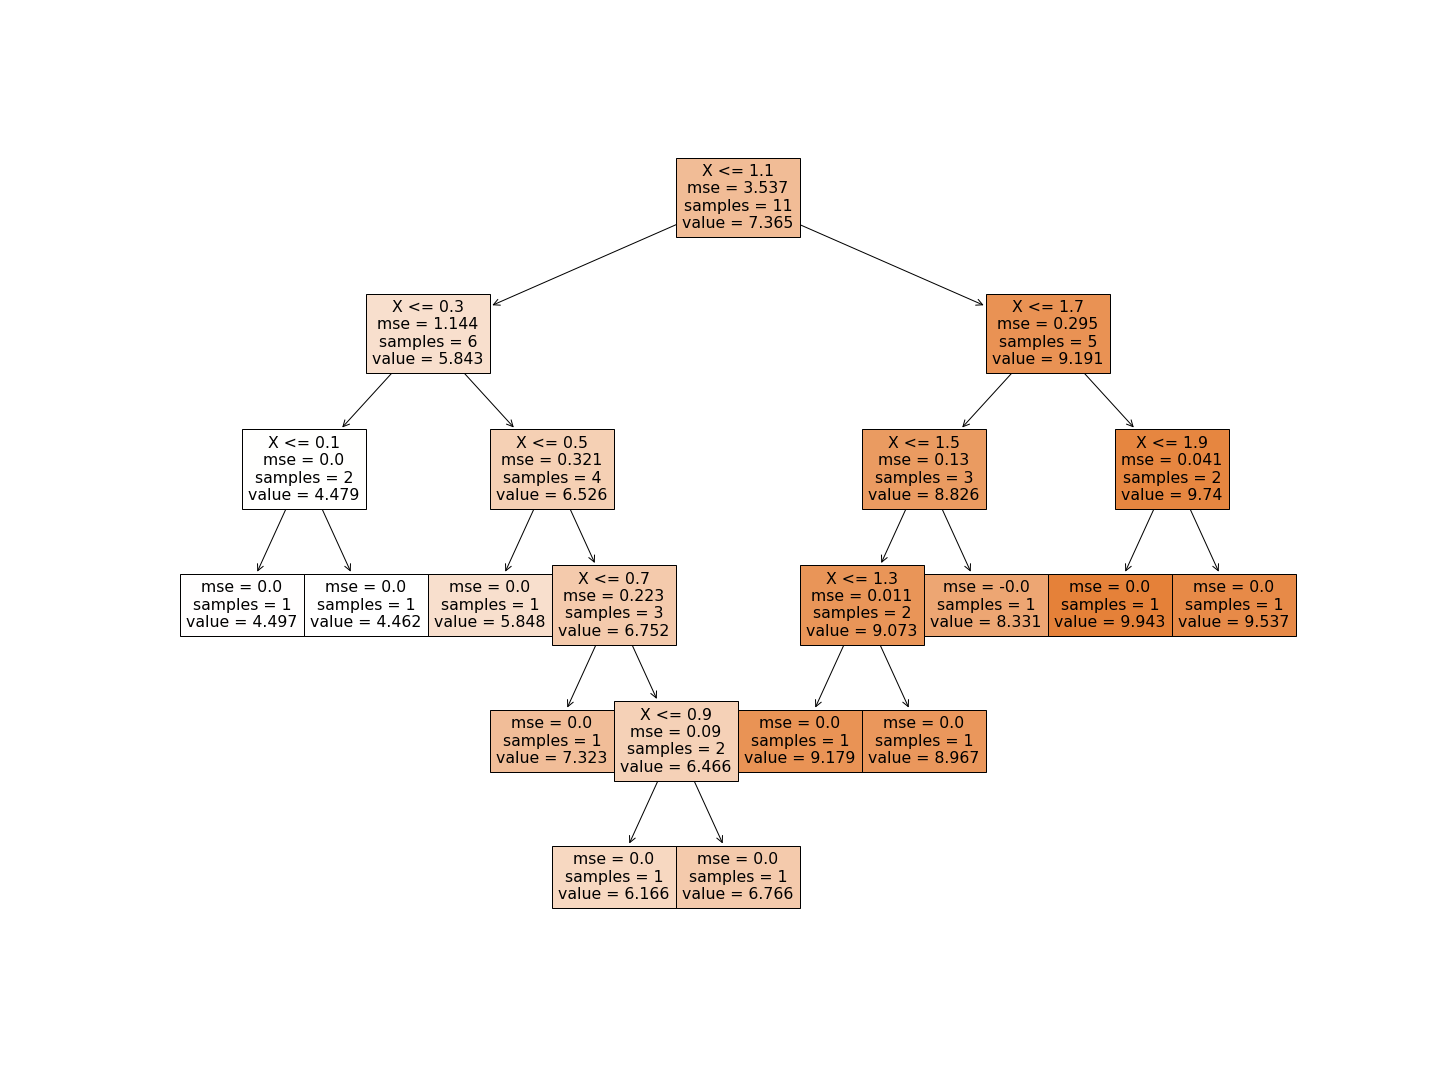 X <= 1.1
mse = 3.537
samples = 11
value = 7.365
X <= 0.3
mse = 1.144
samples = 6
value = 5.843
X <= 1.7
mse = 0.295
samples = 5
value = 9.191
X <= 0.1
mse = 0.0
samples = 2
value = 4.479
X <= 0.5
mse = 0.321
samples = 4
value = 6.526
X <= 1.5
mse = 0.13
samples = 3
value = 8.826
X <= 1.9
mse = 0.041
samples = 2
value = 9.74
mse = 0.0
samples = 1
value = 4.497
mse = 0.0
samples = 1
value = 4.462
mse = 0.0
samples = 1
value = 5.848
X <= 0.7
mse = 0.223
samples = 3
value = 6.752
X <= 1.3
mse = 0.011
samples = 2
value = 9.073
mse = -0.0
samples = 1
value = 8.331
mse = 0.0
samples = 1
value = 9.943
mse = 0.0
samples = 1
value = 9.537
mse = 0.0
samples = 1
value = 7.323
X <= 0.9
mse = 0.09
samples = 2
value = 6.466
mse = 0.0
samples = 1
value = 9.179
mse = 0.0
samples = 1
value = 8.967
mse = 0.0
samples = 1
value = 6.166
mse = 0.0
samples = 1
value = 6.766